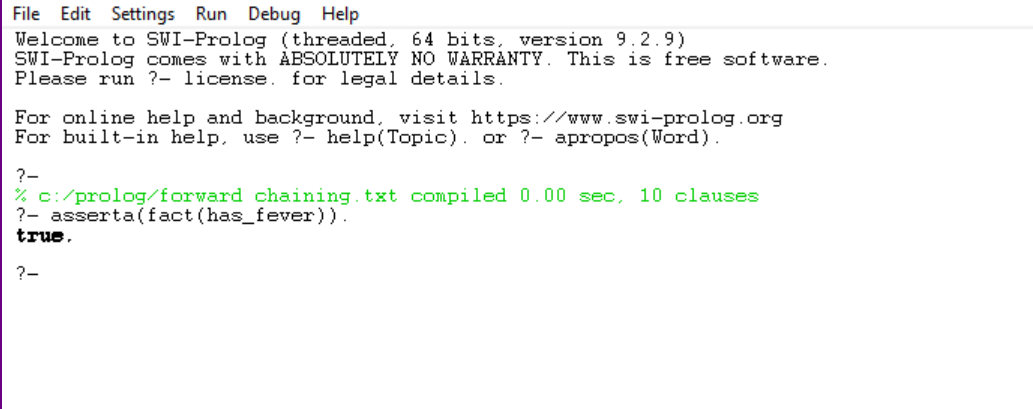 File Edit Settings Run Debug Help
Welcome to SWI-Prolog (threaded, 64 bits, version 9.2.9)
SWI-Prolog comes with ABSOLUTELY NO WARRANTY. This is free software.
Please run ?- license. for legal details.
For online help and background, visit https://www.swi-prolog.org
For built-in help, use ?- help(Topic). or ?- apropos(Word).
?-
% c:/prolog/forward chaining.txt compiled 0.00 sec, 10 clauses
?- asserta(fact(has_fever)).
true.
?-